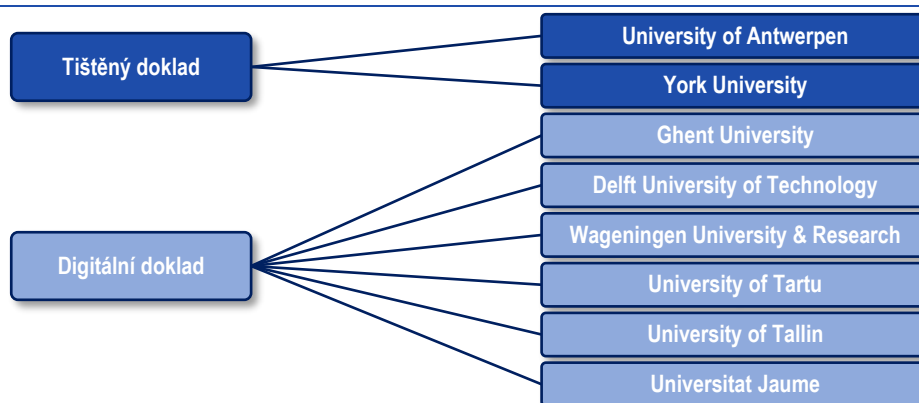 Tištěný doklad
University of Antwerpen
York University
Digitální doklad
Ghent University
Delft University of Technology
Wageningen University & Research
University of Tartu
University of Tallin
Universitat Jaume